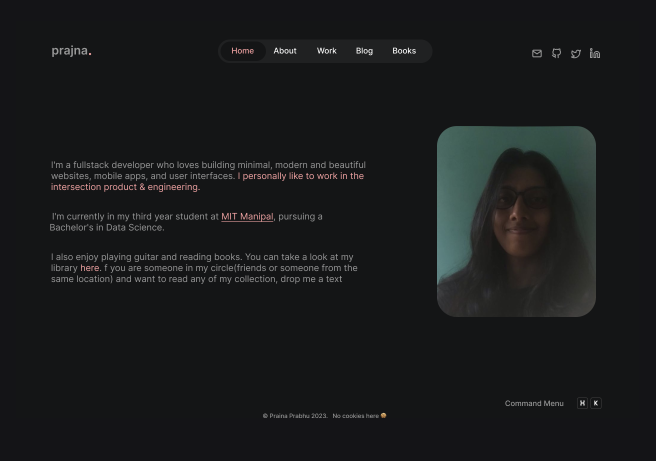 prajna.
Home About Work Blog Books
I'm a fullstack developer who loves building minimal, modern and beautiful
websites, mobile apps, and user interfaces. I personally like to work in the
intersection product & engineering.
I'm currently in my third year student at MIT Manipal, pursuing a
Bachelor's in Data Science.
I also enjoy playing guitar and reading books. You can take a look at my
library here. f you are someone in my circle(friends or someone from the
same location) and want to read any of my collection, drop me a text
Command Menu ⌘ K
© Prajna Prabhu 2023. No cookies here 🍪